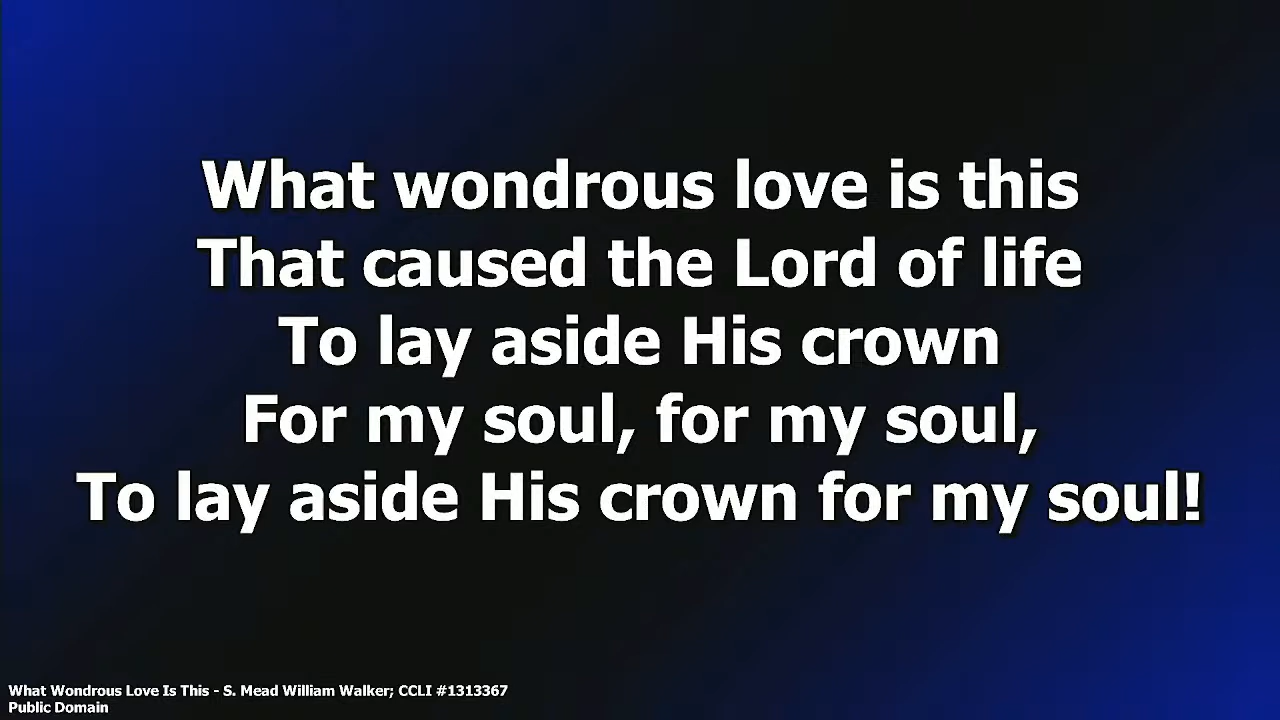 What wondrous love is this
That caused the Lord of life
To lay aside His crown
For my soul, for my soul,
To lay aside His crown for my soul!
What Wondrous Love Is This - S. Mead William Walker; CCLI #1313367
Public Domain